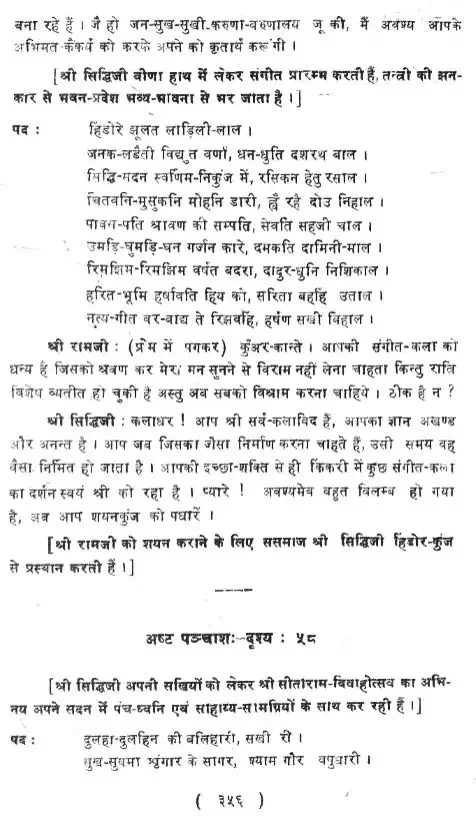 बना रहे हैं । जै हो जन-सुख-सुखी-करुणा-वरुणालय जू की, मैं अवश्य आपके
अभिमत-कैंकर्य को करके अपने को कृतार्थ करूंगी ।
[श्री सिद्धिजी वीणा हाथ में लेकर संगीत प्रारम्भ करती हैं, तन्त्री की झन-
कार से भवन-प्रदेश भव्य-भावना से भर जाता है ।]
पद : हिंडोरे झूलत लाड़िली-लाल ।
जनक-लड़ैती विद्युत वर्णा, घन-धुति दशरथ बाल ।
सिद्धि-सदन स्वर्णिम-निकुंज में, रसिकन हेतु रसाल ।
चितवनि-मुसुकनि मोहनि डारी, ह्वै रहै दोउ निहाल ।
पावस-पति श्रावण की सम्पति, सेवति सहजी चाल ।
उमड़ि-घुमड़ि-घन गर्जन कारे, दमकति दामिनी-माल ।
रिमझिम-रिमझिम वर्षत बदरा, दादुर-धुनि निशिकाल ।
हरित-भूमि हर्षावति हिय को, सरिता बहहिं उताल ।
नृत्य-गीत वर-वाद्य ते रिझवहिं, हर्षण सखी विहाल ।
श्री रामजी : (प्रेम में पगकर) कुँअर-कान्ते । आपकी संगीत-कला को
धन्य है जिसको श्रवण कर मेरा मन सुनने से विराम नहीं लेना चाहता किन्तु रात्रि
विशेष व्यतीत हो चुकी है अस्तु अब सबको विश्राम करना चाहिये । ठीक है न ?
श्री सिद्धिजी : कलाधर ! आप श्री सर्व-कलाविद हैं, आपका ज्ञान अखण्ड
और अनन्त है । आप जब जिसका जैसा निर्माण करना चाहते हैं, उसी समय वह
वैसा निर्मित हो जाता है । आपकी इच्छा-शक्ति से ही किंकरी में कुछ संगीत-कला
का दर्शन स्वयं श्री को रहा है । प्यारे ! अवश्यमेव बहुत विलम्ब हो गया
है, अब आप शयनकुंज को पधारें ।
[श्री रामजी को शयन कराने के लिए ससमाज श्री सिद्धिजी हिंडोर-कुंज
से प्रस्थान करती हैं ।]
अष्ट पञ्चाशः-दृश्य : ५८
[श्री सिद्धिजी अपनी सखियों को लेकर श्री सीताराम-विवाहोत्सव का अभि-
नय अपने सदन में पंच-ध्वनि एवं साहाय्य-सामग्रियों के साथ कर रही हैं ।]
पद : दुलहा-दुलहिन की बलिहारी, सखी री ।
सुख-सुषमा श्रृंगार के सागर, श्याम गौर वपुधारी ।
( ३५६ )